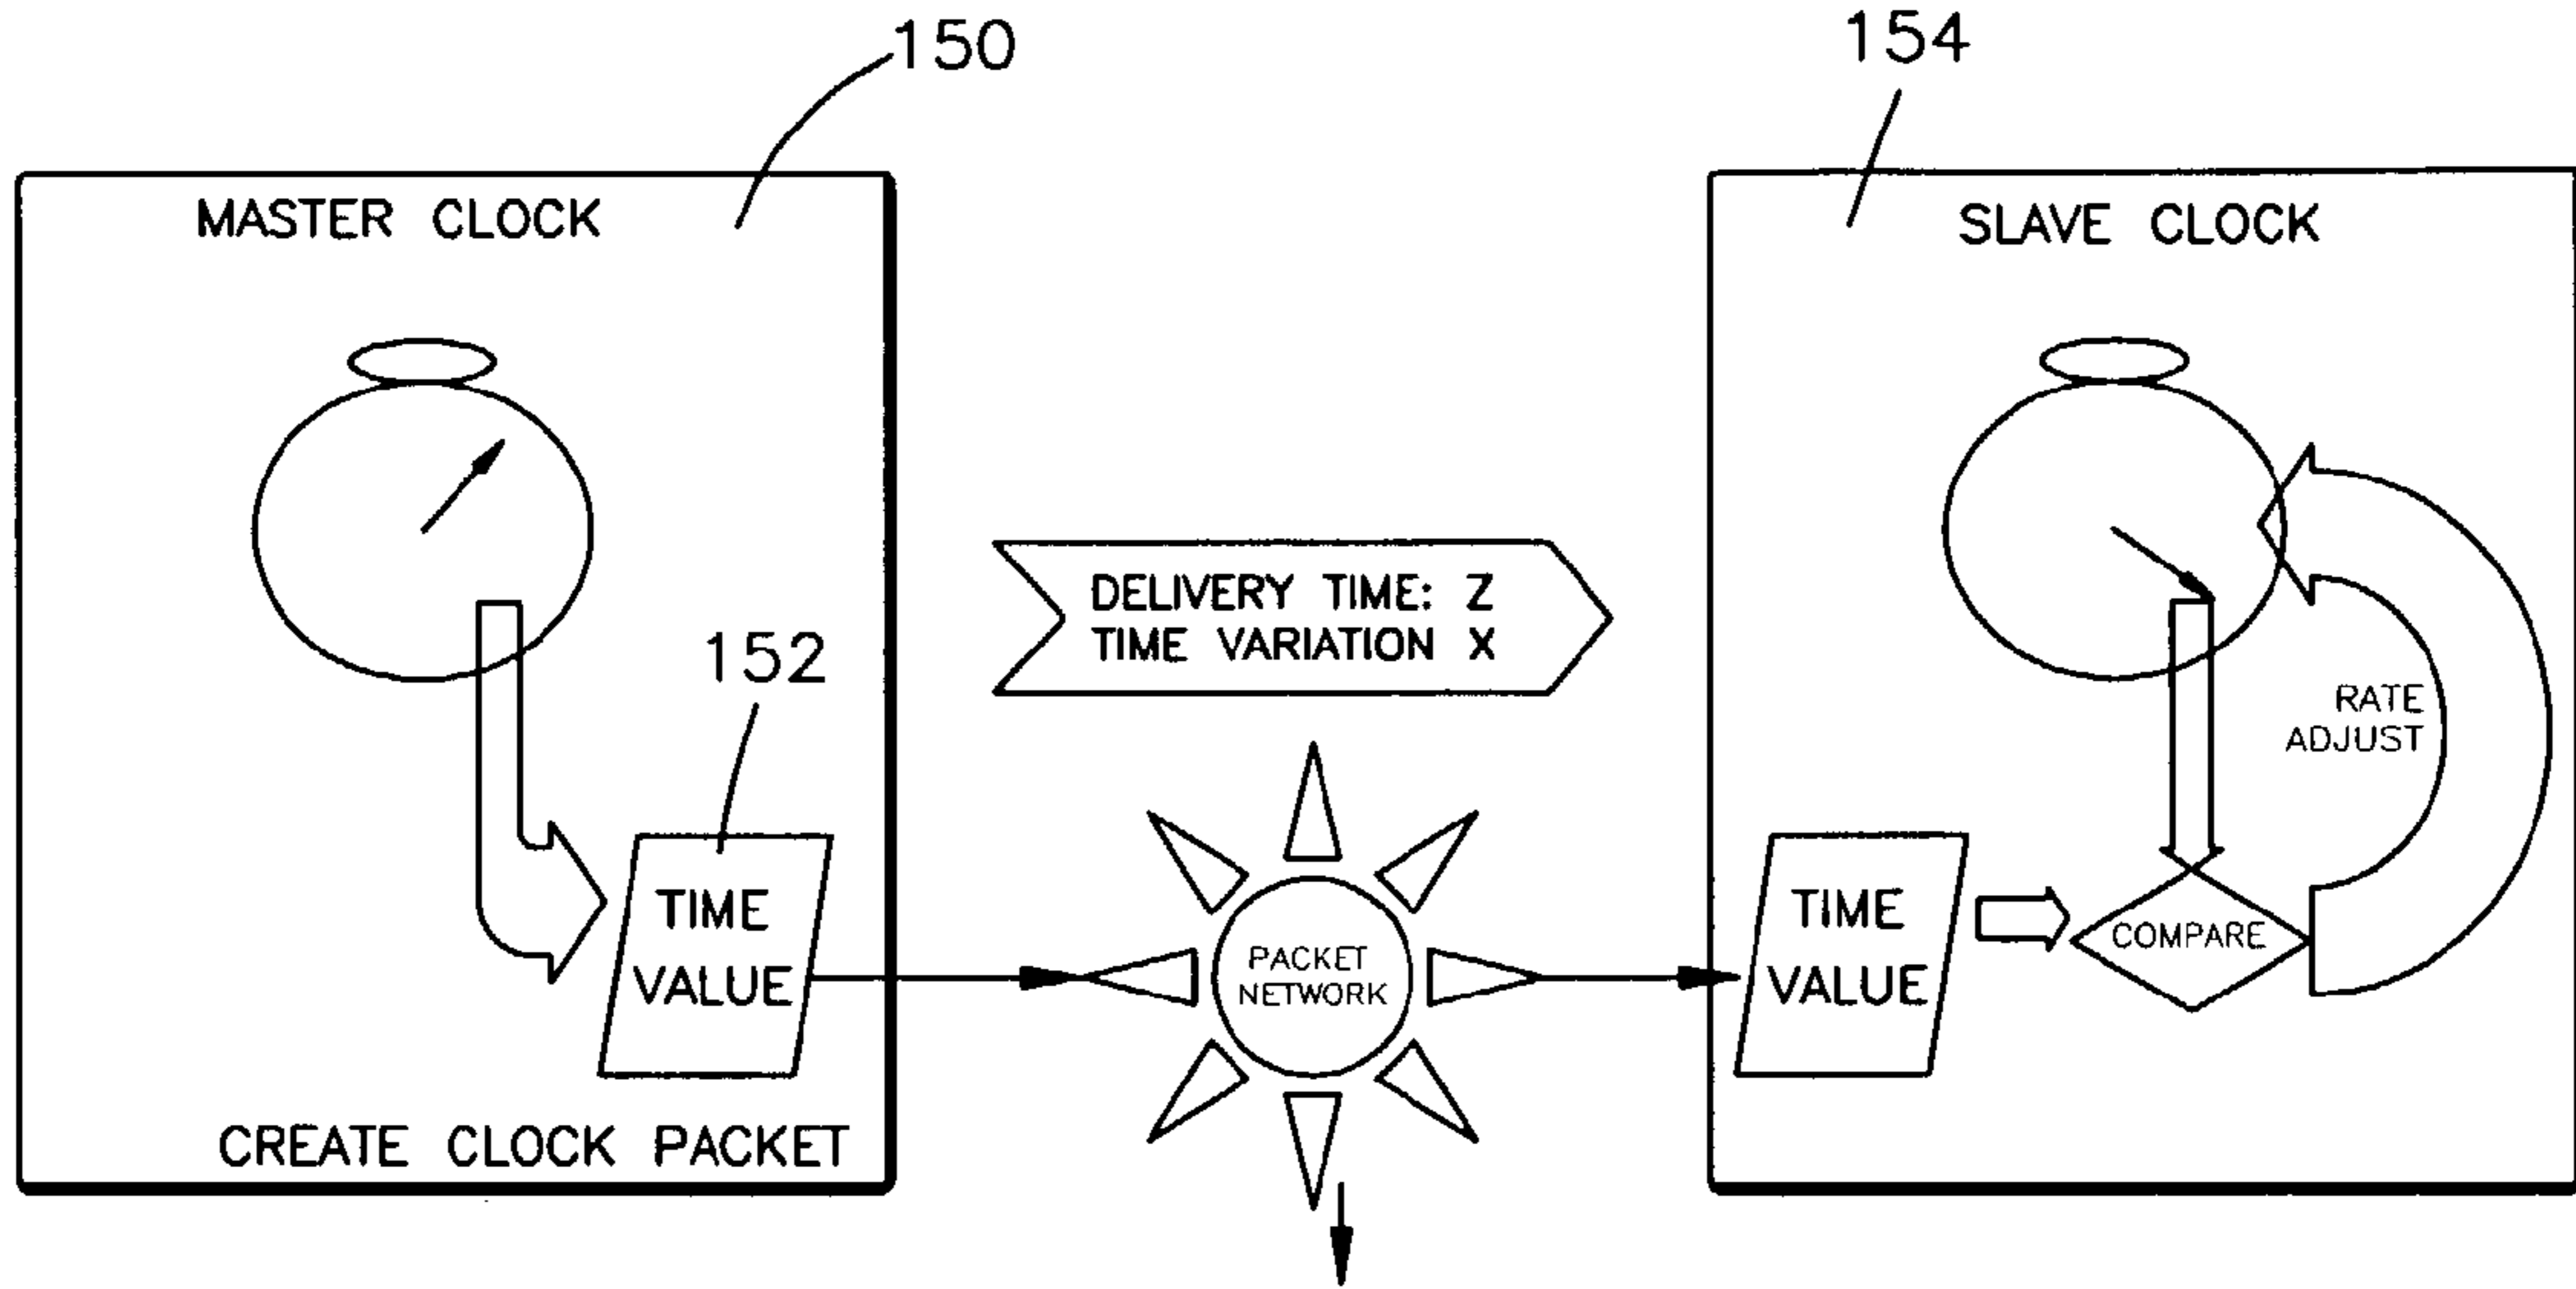 150
154
MASTER CLOCK
SLAVE CLOCK
DELIVERY TIME: Z
TIME VARIATION X
152
RATE
ADJUST
TIME
VALUE
PACKET
NETWORK
TIME
VALUE
COMPARE
CREATE CLOCK PACKET